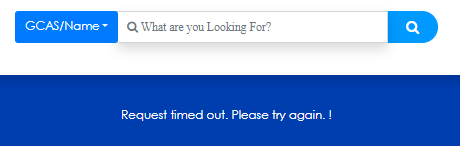 GCAS/Name
What are you Looking For?
Request timed out. Please try again. !